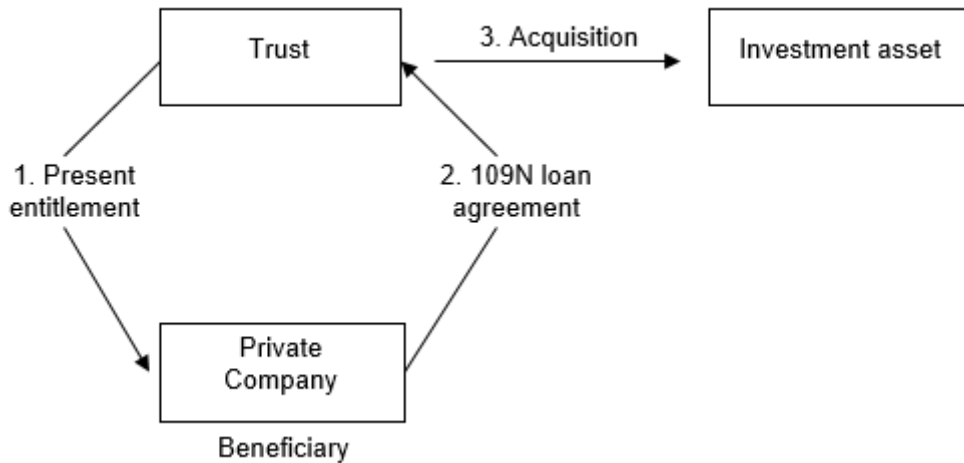 Trust
3. Acquisition
Investment asset
1. Present
entitlement
2. 109N loan
agreement
Private
Company
Beneficiary